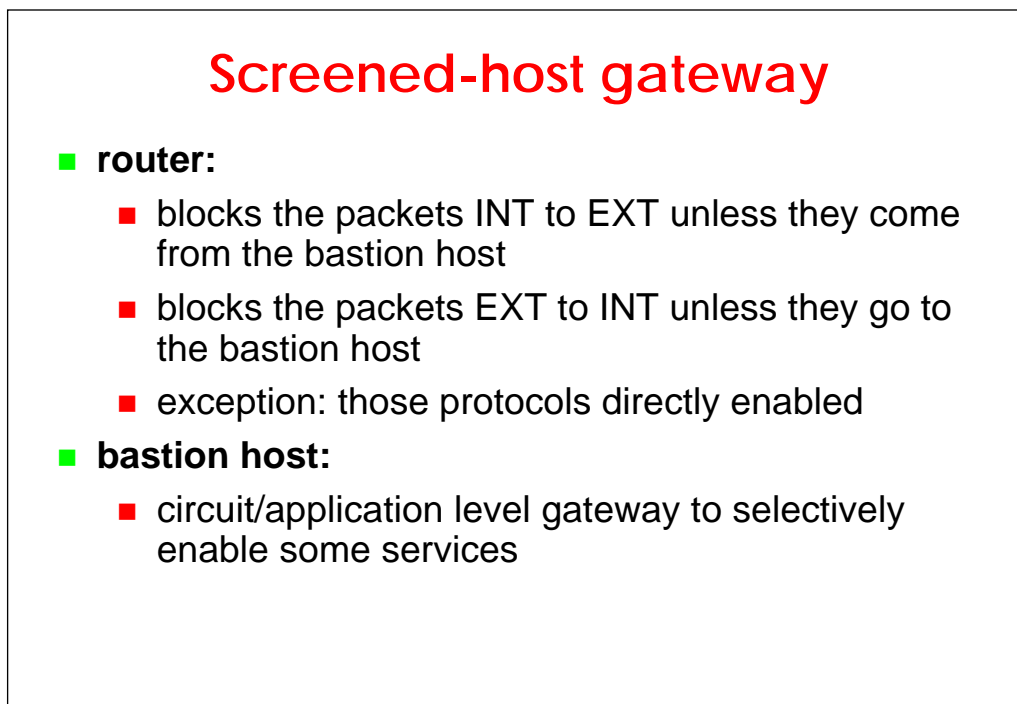 Screened-host gateway
router:
blocks the packets INT to EXT unless they come
from the bastion host
blocks the packets EXT to INT unless they go to
the bastion host
exception: those protocols directly enabled
bastion host:
circuit/application level gateway to selectively
enable some services